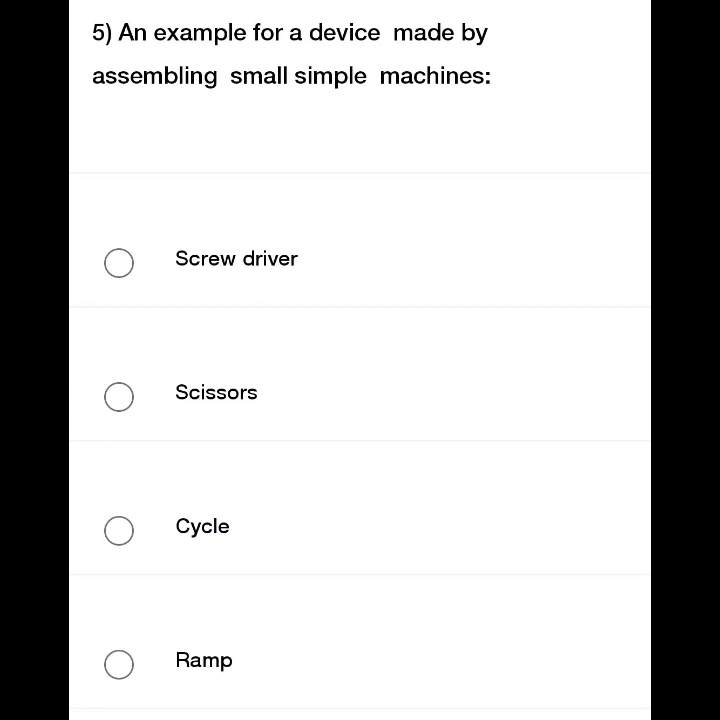 5) An example for a device made by
assembling small simple machines:
Screw driver
Scissors
Cycle
Ramp